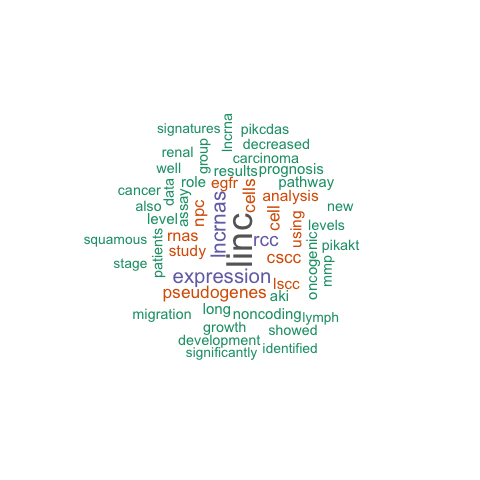 lncrna
signatures
pikcdas
decreased
renal
group
carcinoma
well
results
prognosis
data
role
egfr
cells
pathway
cancer
assay
analysis
also
npc
lncrnas
linc
cell
using
new
level
levels
squamous
patients
rnas
rcc
pikakt
study
cscc
oncogenic
mmp
stage
expression
lscc
pseudogenes
aki
migration
long
noncoding
lymph
growth
showed
development
significantly
identified